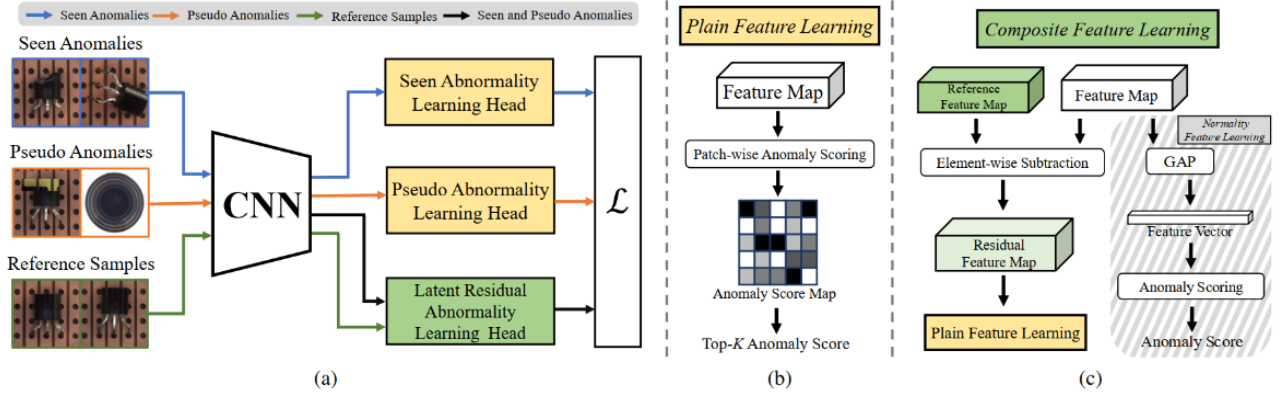 Seen Anomalies
Pseudo Anomalies
Reference Samples
Seen and Pseudo Anomalies
Seen Anomalies
Pseudo Anomalies
Reference Samples
CNN
Seen Abnormality
Learning Head
Pseudo Abnormality
Learning Head
Latent Residual
Abnormality
Learning Head
ℒ
(a)
Plain Feature Learning
Feature Map
Patch-wise Anomaly Scoring
Anomaly Score Map
Top-K Anomaly Score
(b)
Composite Feature Learning
Reference
Feature Map
Feature Map
Normality
Feature Learning
Element-wise Subtraction
GAP
Residual
Feature Map
Feature Vector
Anomaly Scoring
Plain Feature Learning
Anomaly Score
(c)